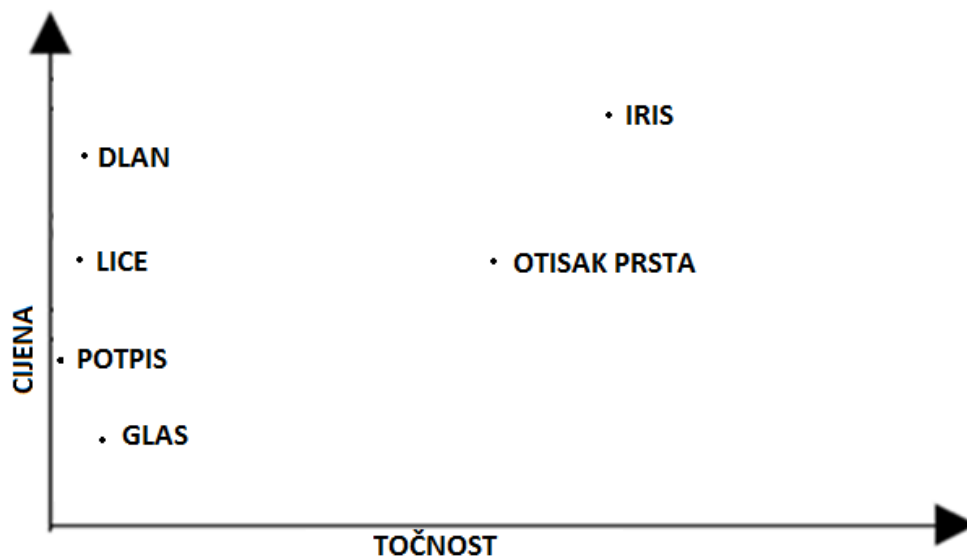 IRIS
DLAN
LICE
OTISAK PRSTA
CIJENA
POTPIS
GLAS
TOČNOST